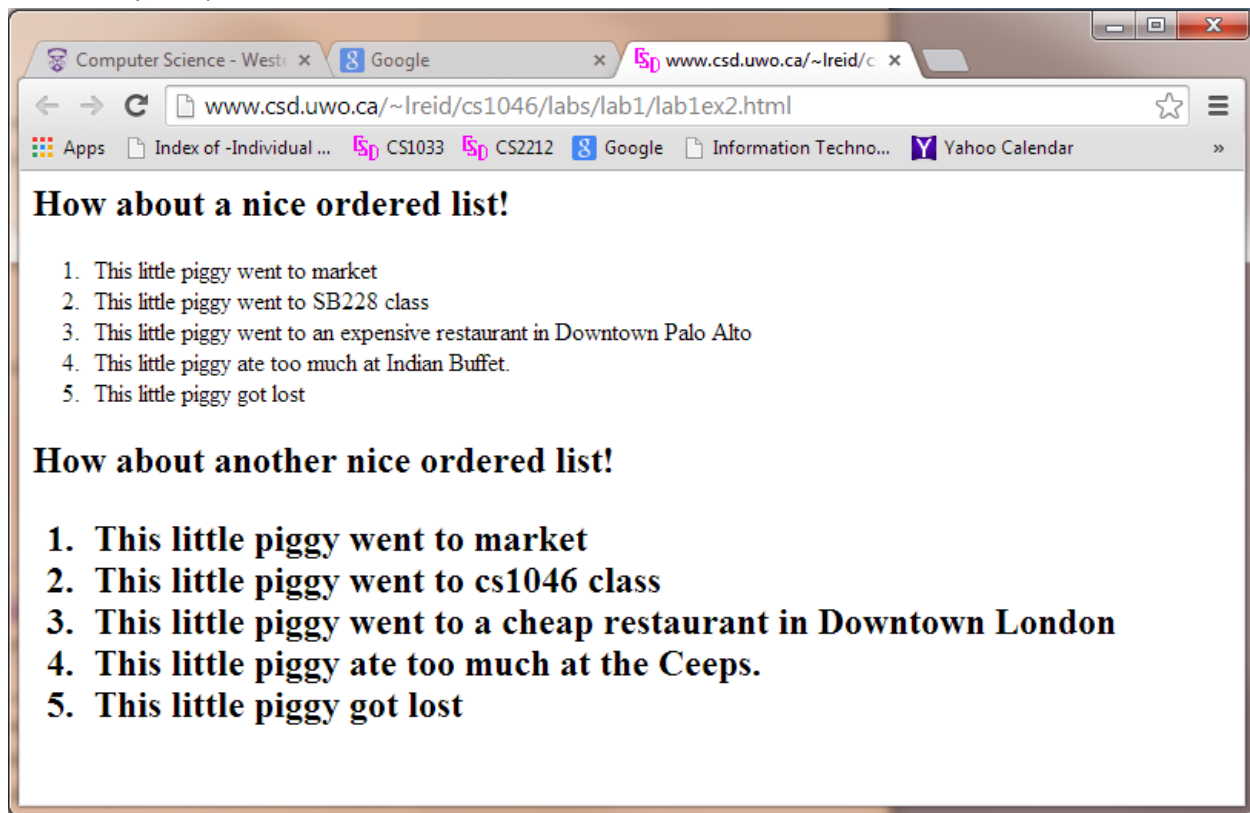 Computer Science - Weste
Google
www.csd.uwo.ca/~lreid/c
www.csd.uwo.ca/~lreid/cs1046/labs/lab1/lab1ex2.html
Apps Index of -Individual ... CS1033 CS2212 Google Information Techno... Yahoo Calendar »
How about a nice ordered list!
1. This little piggy went to market
2. This little piggy went to SB228 class
3. This little piggy went to an expensive restaurant in Downtown Palo Alto
4. This little piggy ate too much at Indian Buffet.
5. This little piggy got lost
How about another nice ordered list!
1. This little piggy went to market
2. This little piggy went to cs1046 class
3. This little piggy went to a cheap restaurant in Downtown London
4. This little piggy ate too much at the Ceeps.
5. This little piggy got lost